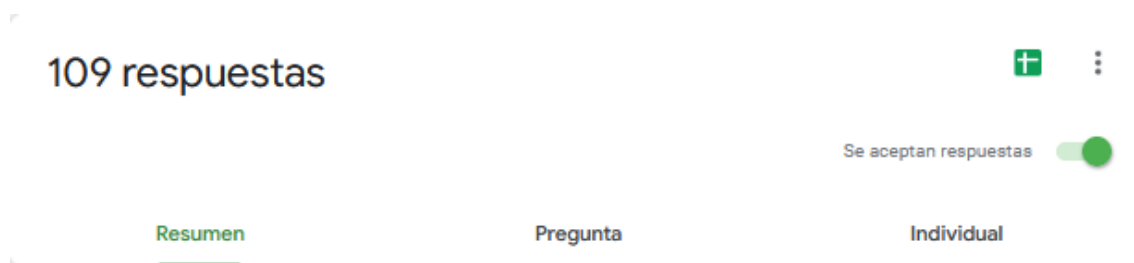 109 respuestas
Se aceptan respuestas
Resumen Pregunta Individual